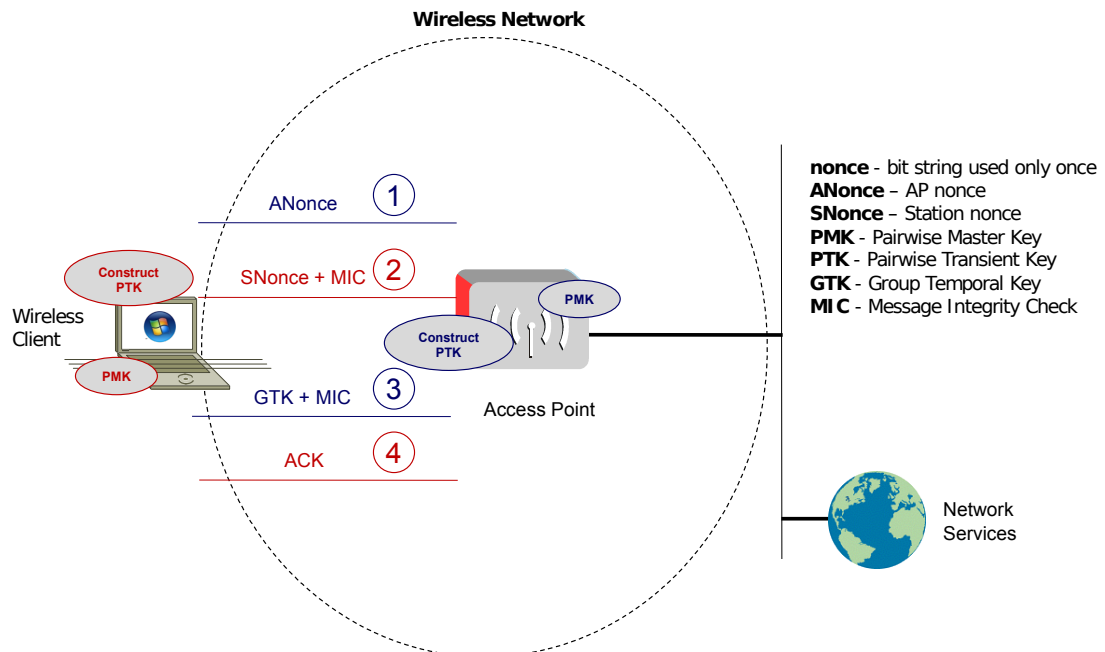 Wireless Network
nonce - bit string used only once
ANonce – AP nonce
SNonce – Station nonce
PMK - Pairwise Master Key
PTK - Pairwise Transient Key
GTK - Group Temporal Key
MIC - Message Integrity Check
ANonce 1
SNonce + MIC 2
Construct
PTK
Wireless
Client
PMK
PMK
Construct
PTK
GTK + MIC 3
Access Point
ACK 4
Network
Services